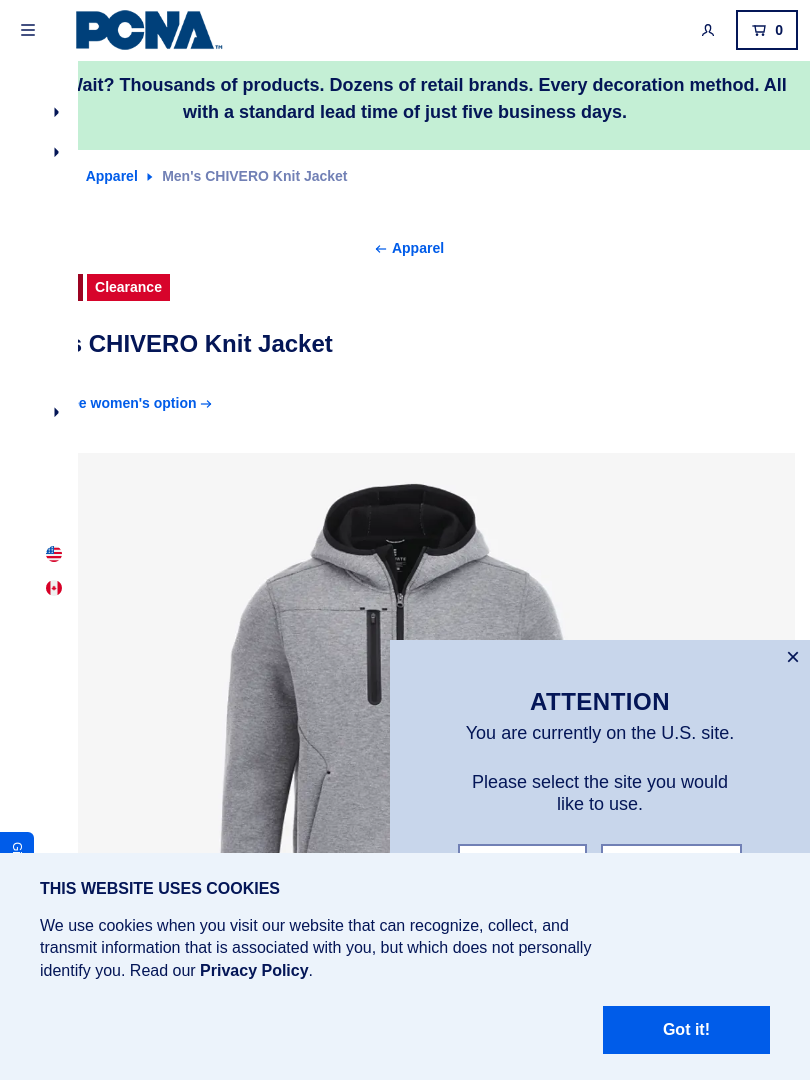 PCNA
TM
0
Wait? Thousands of products. Dozens of retail brands. Every decoration method. All
with a standard lead time of just five business days.
Apparel
Men's CHIVERO Knit Jacket
Apparel
Clearance
CHIVERO Knit Jacket
women's option
ATTENTION
You are currently on the U.S. site.
Please select the site you would
like to use.
THIS WEBSITE USES COOKIES
We use cookies when you visit our website that can recognize, collect, and
transmit information that is associated with you, but which does not personally
identify you. Read our Privacy Policy.
Got it!